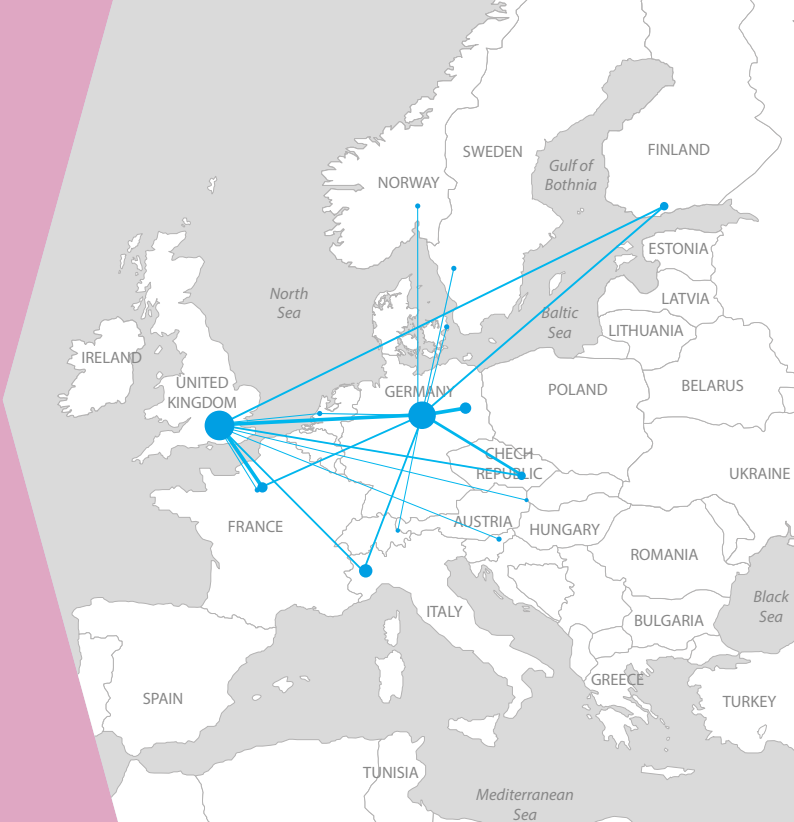 SWEDEN
FINLAND
Gulf of
Bothnia
NORWAY
ESTONIA
North
Sea
LATVIA
Baltic
Sea
LITHUANIA
IRELAND
UNITED
KINGDOM
GERMANY
POLAND
BELARUS
CHECH
REPUBLIC
UKRAINE
FRANCE
AUSTRIA
HUNGARY
ROMANIA
Black
Sea
ITALY
BULGARIA
GREECE
SPAIN
TURKEY
TUNISIA
Mediterranean
Sea